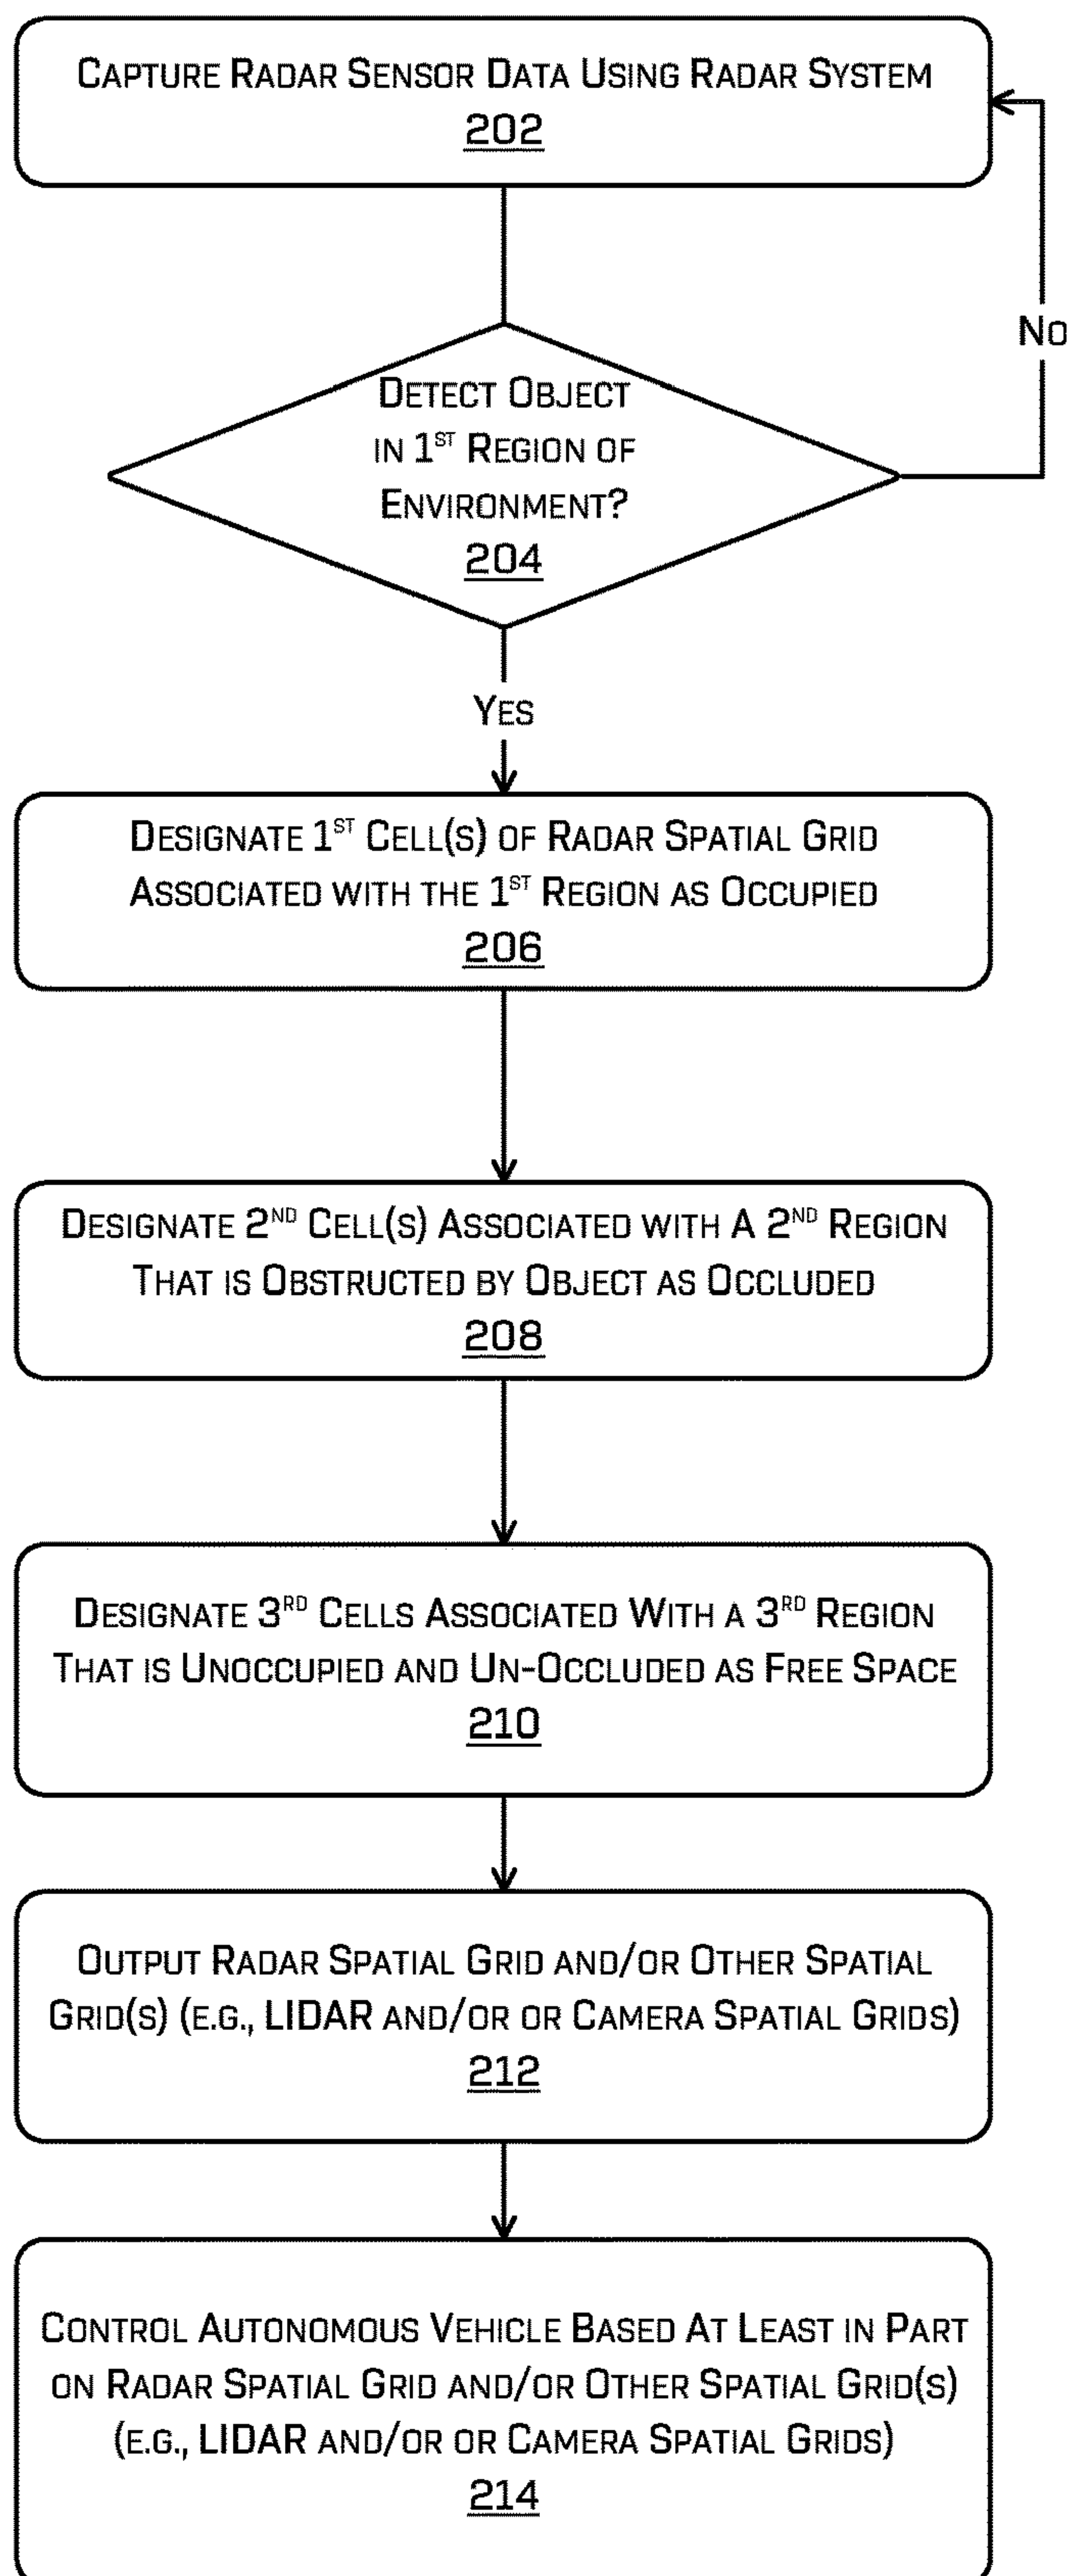 Capture Radar Sensor Data Using Radar System
202
No
Detect Object
in 1st Region of
Environment?
204
Yes
Designate 1st Cell(s) of Radar Spatial Grid
Associated with the 1st Region as Occupied
206
Designate 2nd Cell(s) Associated with A 2nd Region
That is Obstructed by Object as Occluded
208
Designate 3rd Cells Associated With a 3rd Region
That is Unoccupied and Un-Occluded as Free Space
210
Output Radar Spatial Grid and/or Other Spatial
Grid(s) (e.g., LIDAR and/or or Camera Spatial Grids)
212
Control Autonomous Vehicle Based At Least in Part
on Radar Spatial Grid and/or Other Spatial Grid(s)
(e.g., LIDAR and/or or Camera Spatial Grids)
214